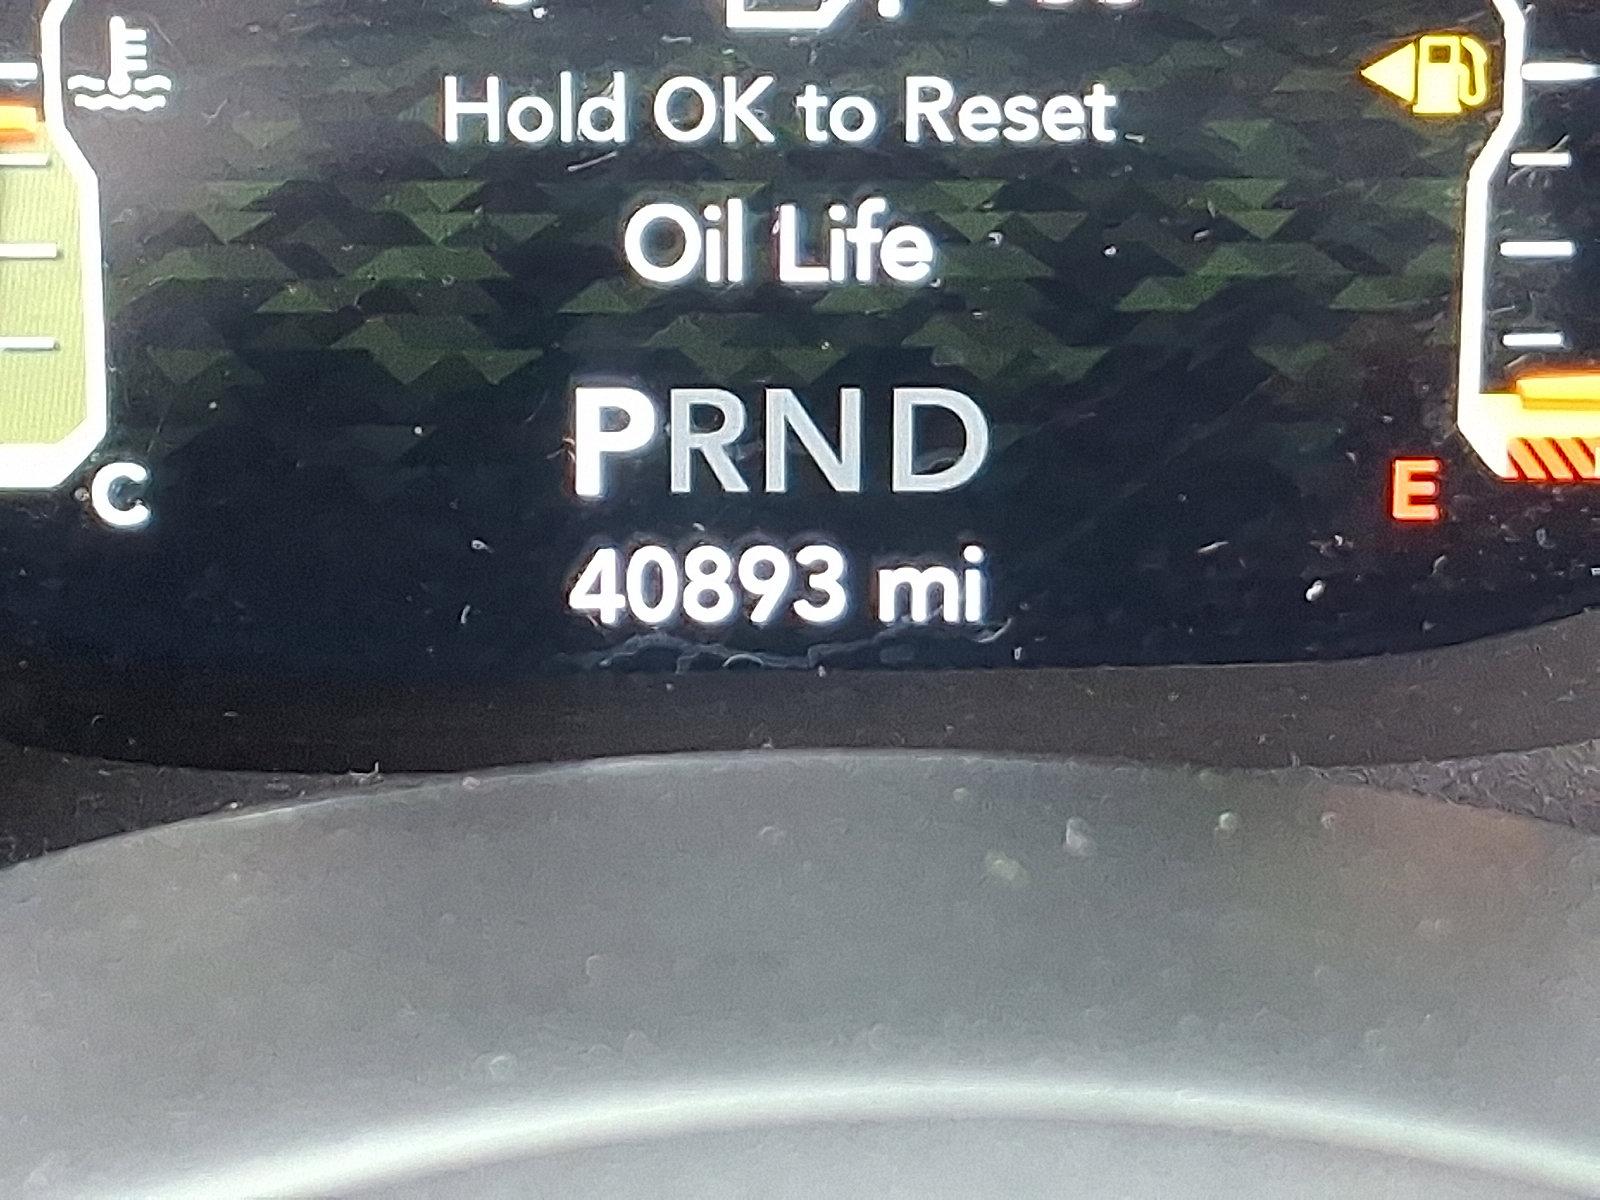 Hold OK to Reset
Oil Life
PRND
C
E
40893 mi